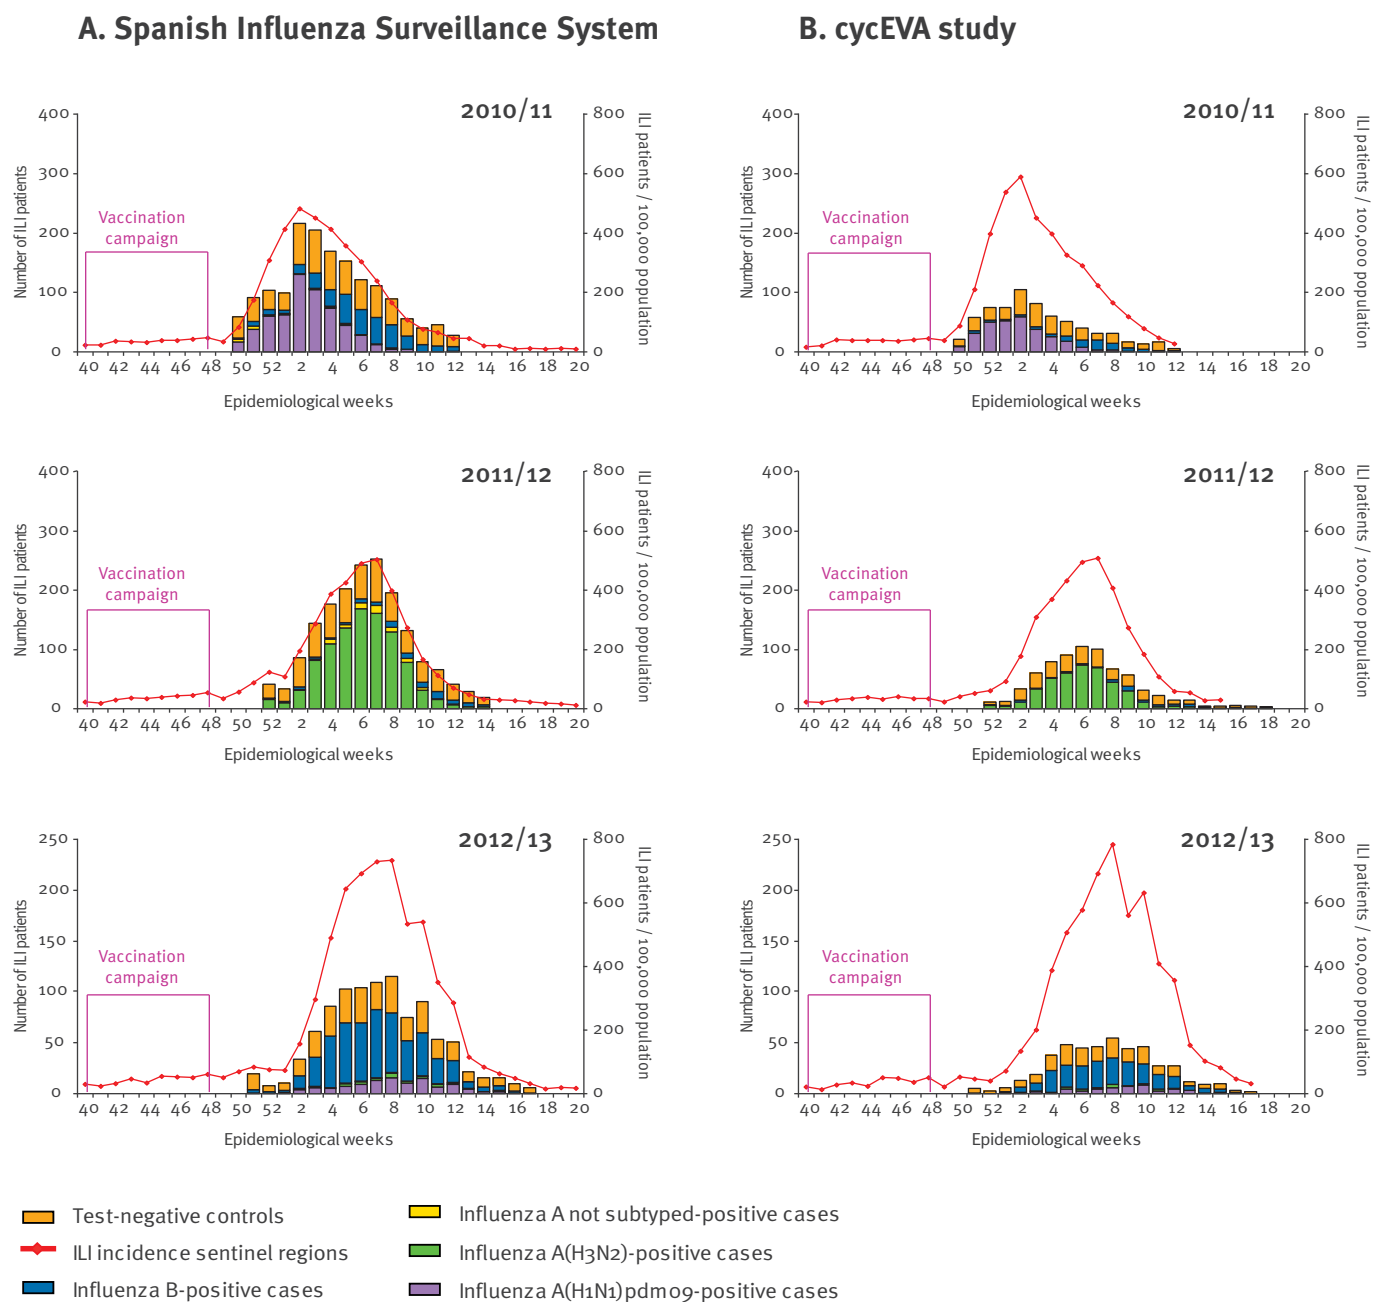 A. Spanish Influenza Surveillance System
B. cycEVA study
2010/11
400
300
200
100
0
Number of ILI patients
Vaccination
campaign
800
600
400
200
0
ILI patients / 100,000 population
40 42 44 46 48 50 52 2 4 6 8 10 12 14 16 18 20
Epidemiological weeks
2010/11
400
300
200
100
0
Number of ILI patients
Vaccination
campaign
800
600
400
200
0
ILI patients / 100,000 population
40 42 44 46 48 50 52 2 4 6 8 10 12 14 16 18 20
Epidemiological weeks
2011/12
400
300
200
100
0
Number of ILI patients
Vaccination
campaign
800
600
400
200
0
ILI patients / 100,000 population
40 42 44 46 48 50 52 2 4 6 8 10 12 14 16 18 20
Epidemiological weeks
2011/12
400
300
200
100
0
Number of ILI patients
Vaccination
campaign
800
600
400
200
0
ILI patients / 100,000 population
40 42 44 46 48 50 52 2 4 6 8 10 12 14 16 18 20
Epidemiological weeks
2012/13
250
200
150
100
50
0
Number of ILI patients
Vaccination
campaign
800
600
400
200
0
ILI patients / 100,000 population
40 42 44 46 48 50 52 2 4 6 8 10 12 14 16 18 20
Epidemiological weeks
2012/13
250
200
150
100
50
0
Number of ILI patients
Vaccination
campaign
800
600
400
200
0
ILI patients / 100,000 population
40 42 44 46 48 50 52 2 4 6 8 10 12 14 16 18 20
Epidemiological weeks
Test-negative controls
ILI incidence sentinel regions
Influenza B-positive cases
Influenza A not subtyped-positive cases
Influenza A(H3N2)-positive cases
Influenza A(H1N1)pdm09-positive cases